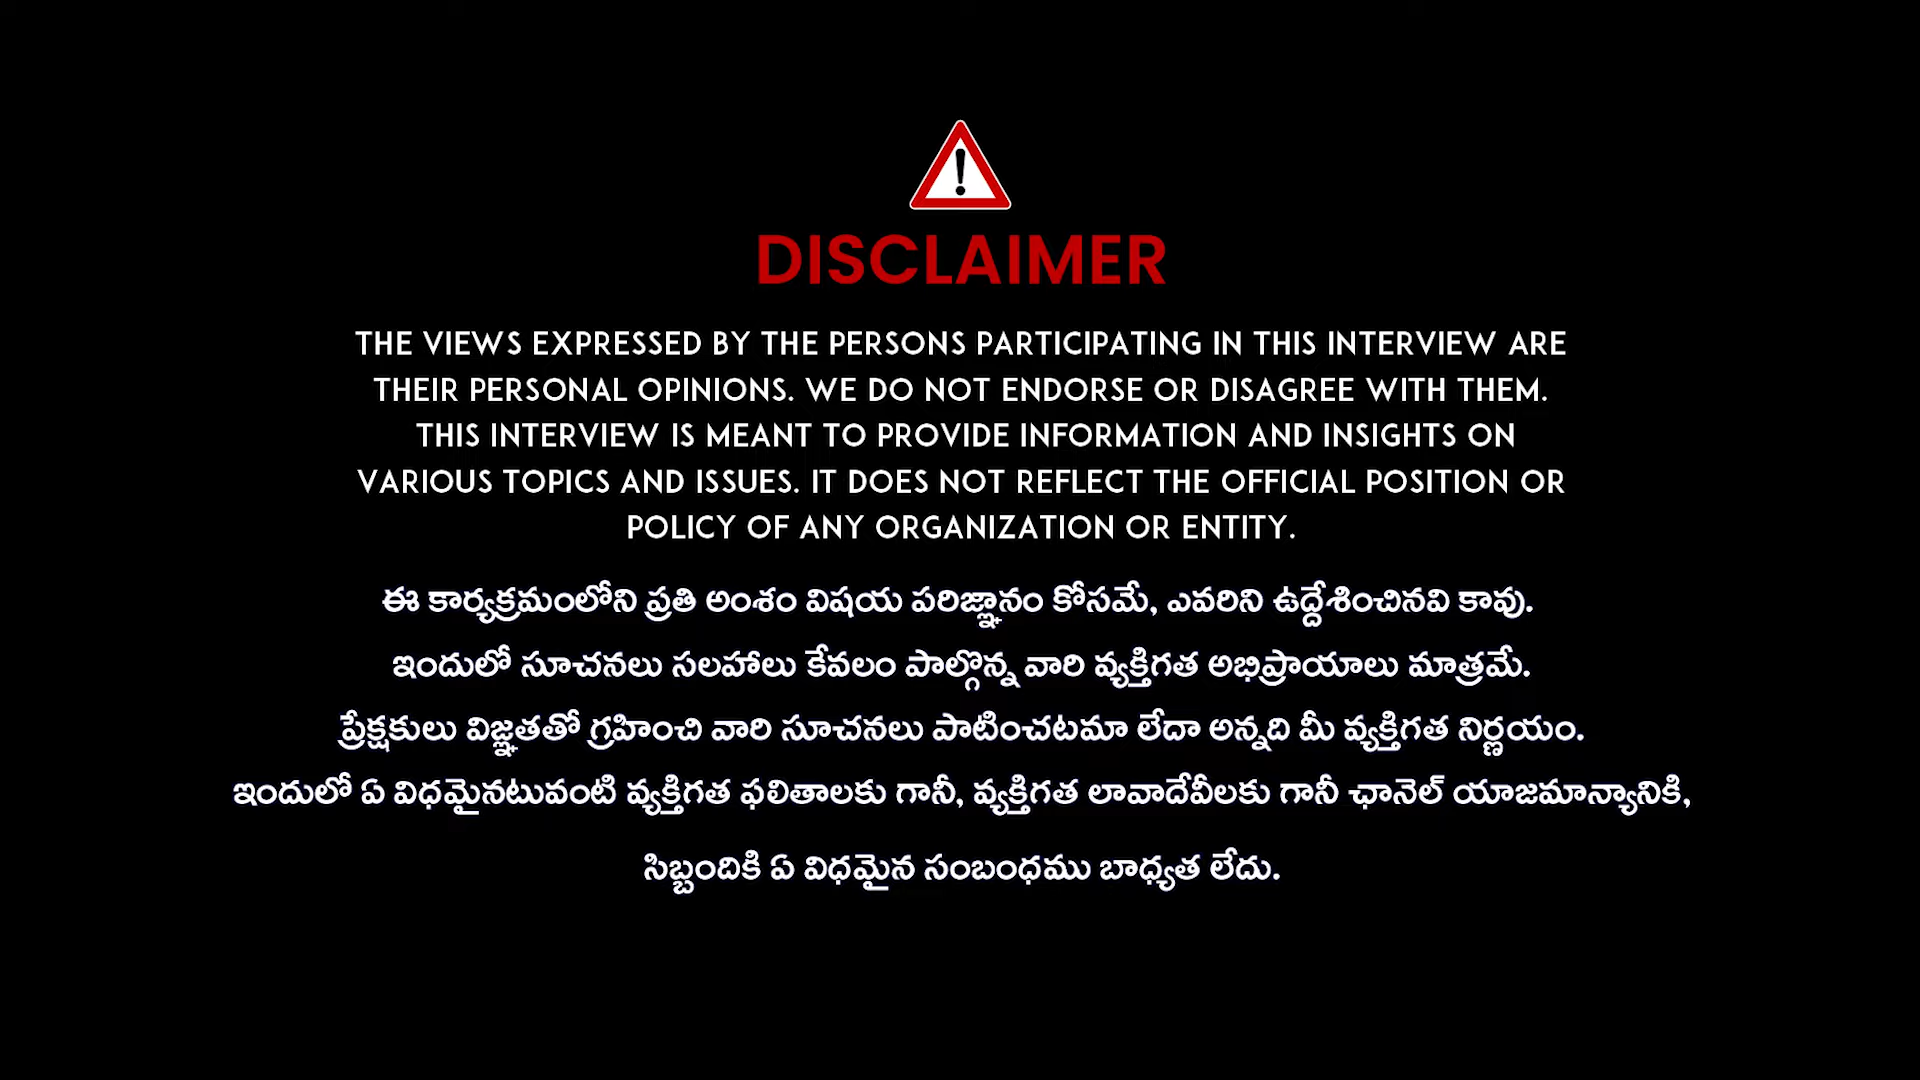 DISCLAIMER
THE VIEWS EXPRESSED BY THE PERSONS PARTICIPATING IN THIS INTERVIEW ARE
THEIR PERSONAL OPINIONS. WE DO NOT ENDORSE OR DISAGREE WITH THEM.
THIS INTERVIEW IS MEANT TO PROVIDE INFORMATION AND INSIGHTS ON
VARIOUS TOPICS AND ISSUES. IT DOES NOT REFLECT THE OFFICIAL POSITION OR
POLICY OF ANY ORGANIZATION OR ENTITY.
ఈ కార్యక్రమంలోని ప్రతి అంశం విషయ పరిజ్ఞానం కోసమే, ఎవరిని ఉద్దేశించినవి కావు.
ఇందులో సూచనలు సలహాలు కేవలం పాల్గొన్న వారి వ్యక్తిగత అభిప్రాయాలు మాత్రమే.
ప్రేక్షకులు విజ్ఞతతో గ్రహించి వారి సూచనలు పాటించటమా లేదా అన్నది మీ వ్యక్తిగత నిర్ణయం.
ఇందులో ఏ విధమైనటువంటి వ్యక్తిగత ఫలితాలకు గానీ, వ్యక్తిగత లావాదేవీలకు గానీ ఛానెల్ యాజమాన్యానికి,
సిబ్బందికి ఏ విధమైన సంబంధము బాధ్యత లేదు.